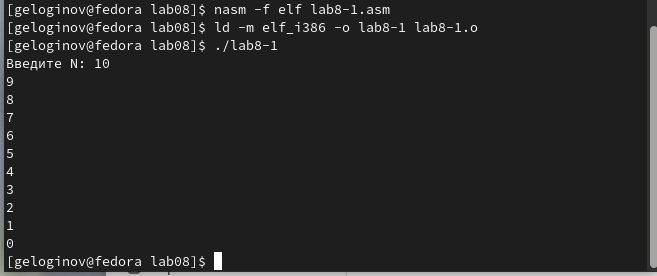 [geloginov@fedora lab08]$ nasm -f elf lab8-1.asm
[geloginov@fedora lab08]$ ld -m elf_i386 -o lab8-1 lab8-1.o
[geloginov@fedora lab08]$ ./lab8-1
Введите N: 10
9
8
7
6
5
4
3
2
1
0
[geloginov@fedora lab08]$